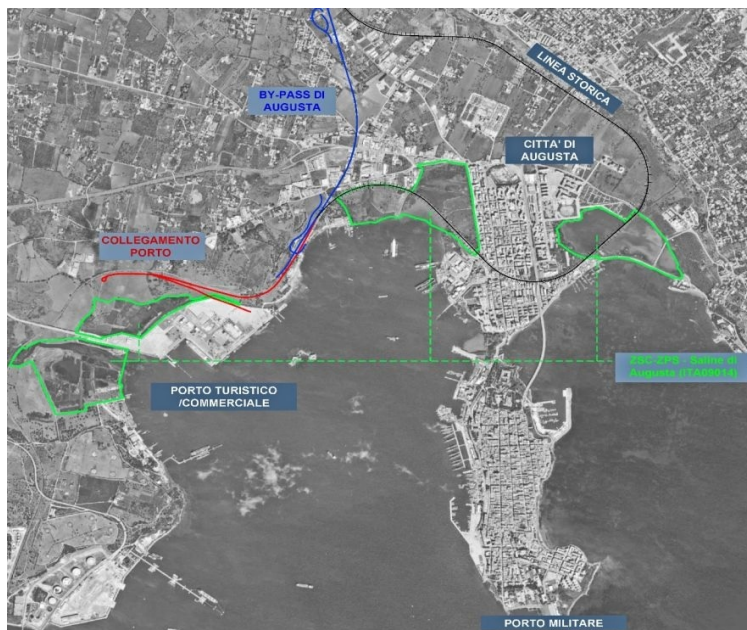 LINEA STORICA
BY-PASS DI
AUGUSTA
CITTA' DI
AUGUSTA
COLLEGAMENTO
PORTO
ZSC-ZPS - Saline di
Augusta (ITA09014)
PORTO TURISTICO
/COMMERCIALE
PORTO MILITARE